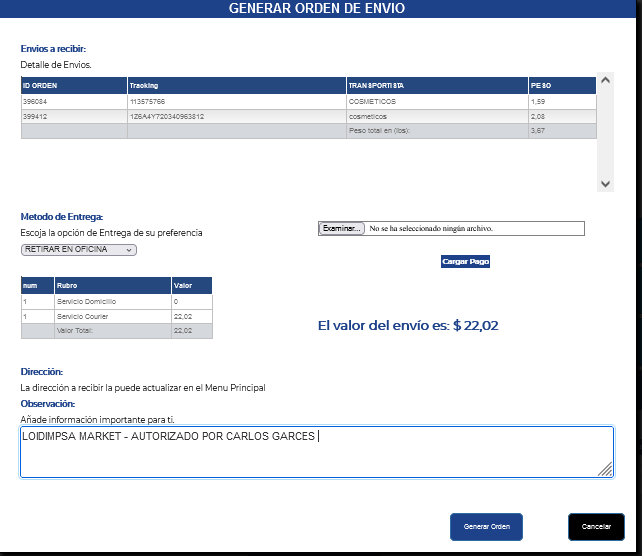 GENERAR ORDEN DE ENVIO
Envios a recibir:
Detalle de Envios.
ID ORDEN Tracking TRANSPORTISTA PESO
396084 113575766 COSMETICOS 1,59
399412 1Z6A4Y720340963812 cosmeticos 2,08
Peso total en (lbs): 3,67
Metodo de Entrega:
Escoja la opción de Entrega de su preferencia
RETIRAR EN OFICINA
Examinar... No se ha seleccionado ningún archivo.
Cargar Pago
num Rubro Valor
1 Servicio Domicilio 0
1 Servicio Courier 22,02
Valor Total: 22,02
El valor del envío es: $ 22,02
Dirección:
La dirección a recibir la puede actualizar en el Menu Principal
Observación:
Añade información importante para ti.
LOIDIMPSA MARKET - AUTORIZADO POR CARLOS GARCES
Generar Orden
Cancelar